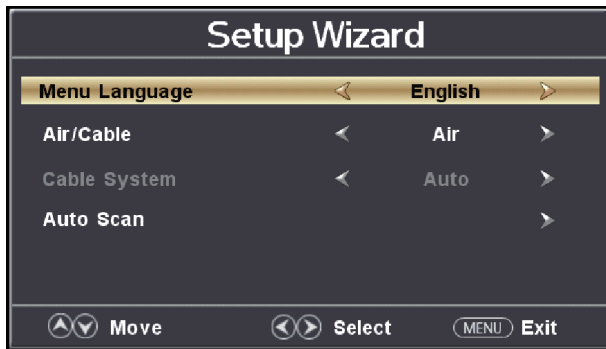 Setup Wizard
Menu Language English
Air/Cable Air
Cable System Auto
Auto Scan
Move Select MENU Exit